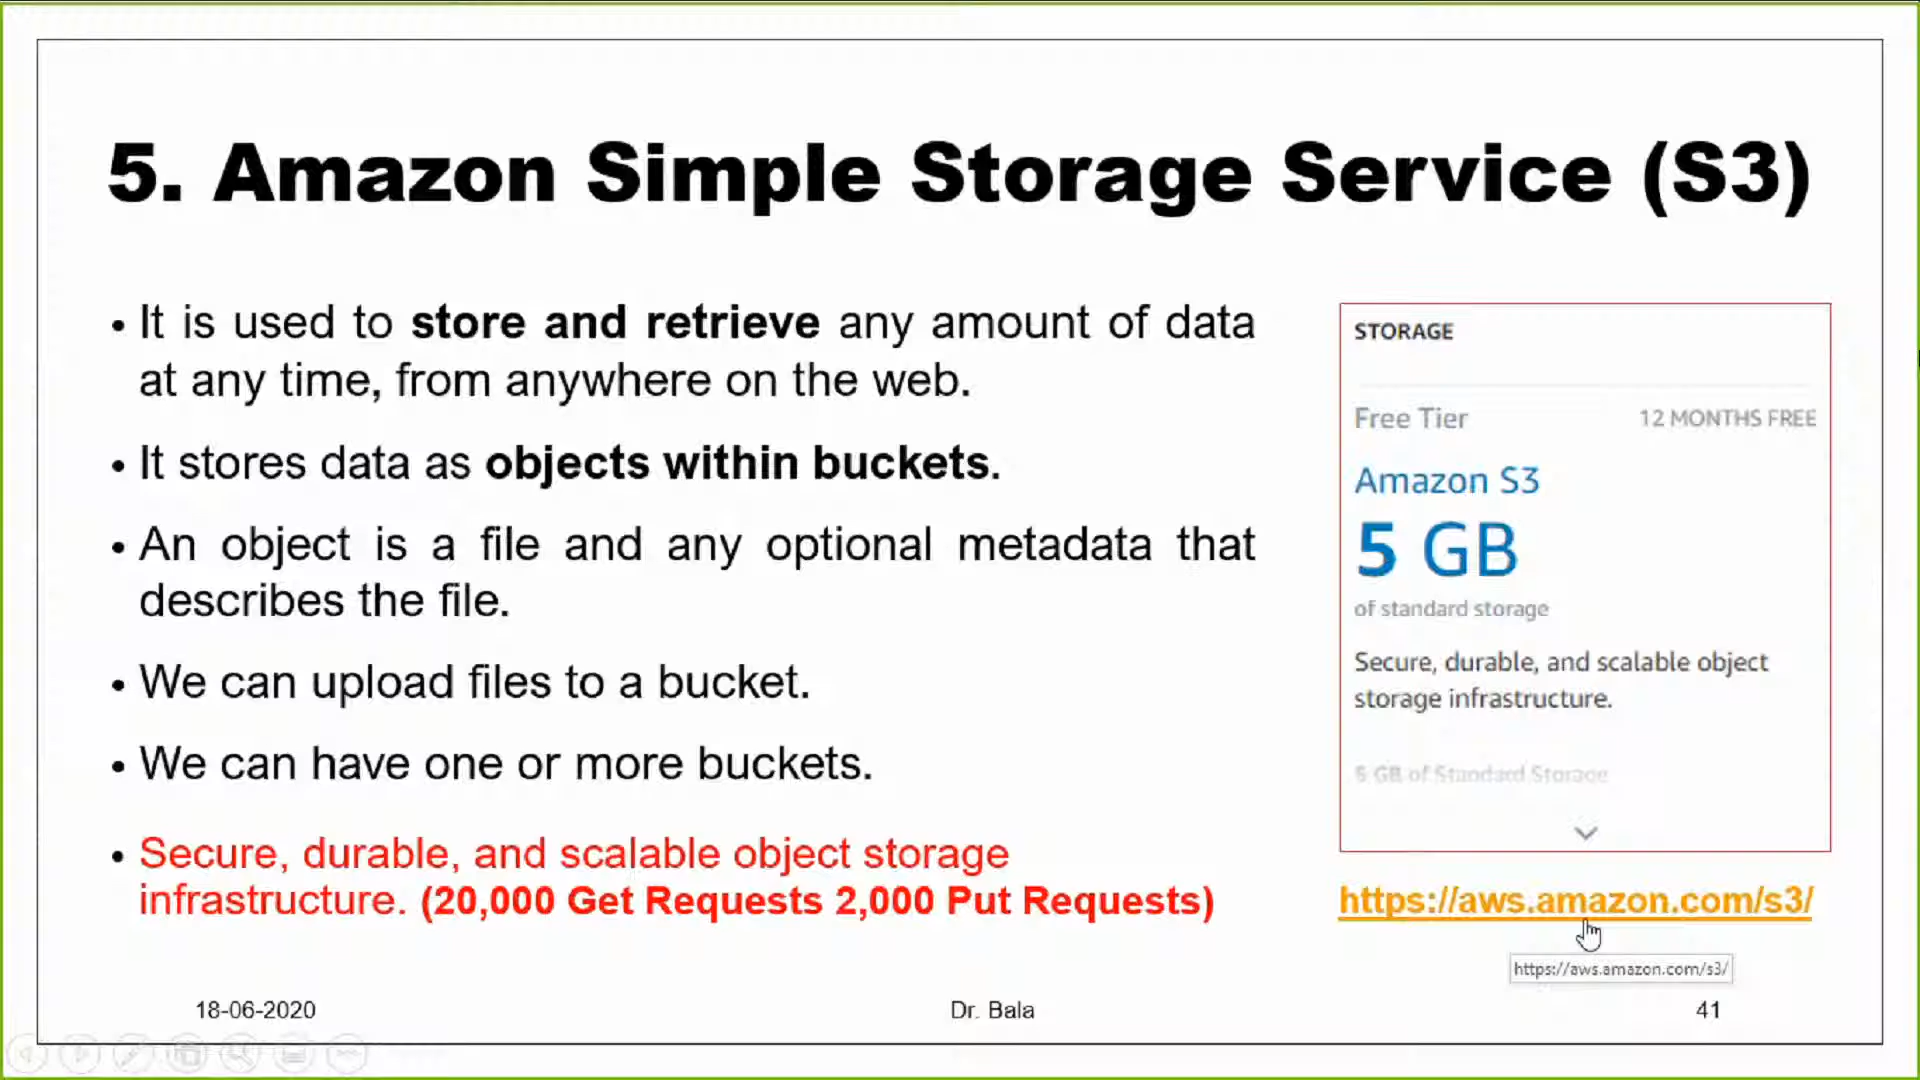 5. Amazon Simple Storage Service (S3)
• It is used to store and retrieve any amount of data
at any time, from anywhere on the web.
• It stores data as objects within buckets.
• An object is a file and any optional metadata that
describes the file.
• We can upload files to a bucket.
• We can have one or more buckets.
• Secure, durable, and scalable object storage
infrastructure. (20,000 Get Requests 2,000 Put Requests)
STORAGE
Free Tier 12 MONTHS FREE
Amazon S3
5 GB
of standard storage
Secure, durable, and scalable object
storage infrastructure.
5 GB of Standard Storage
https://aws.amazon.com/s3/
https://aws.amazon.com/s3/
18-06-2020 Dr. Bala 41